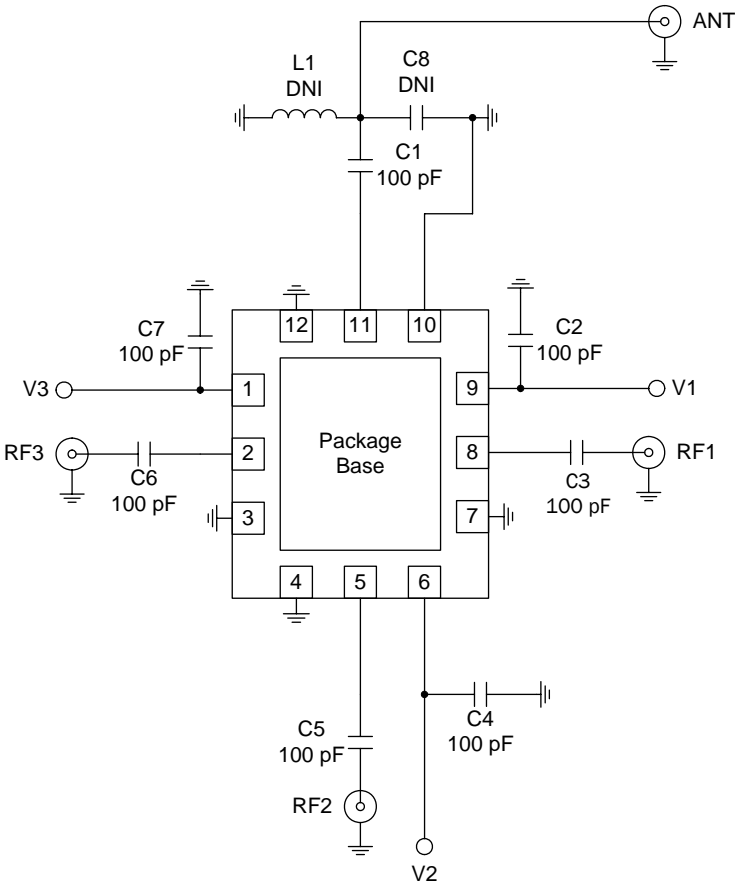 ANT
L1
DNI
C8
DNI
C1
100 pF
12
11
10
C7
100 pF
C2
100 pF
V3
1
9
V1
RF3
2
Package
Base
8
RF1
C6
100 pF
C3
100 pF
3
7
4
5
6
C5
100 pF
C4
100 pF
RF2
V2